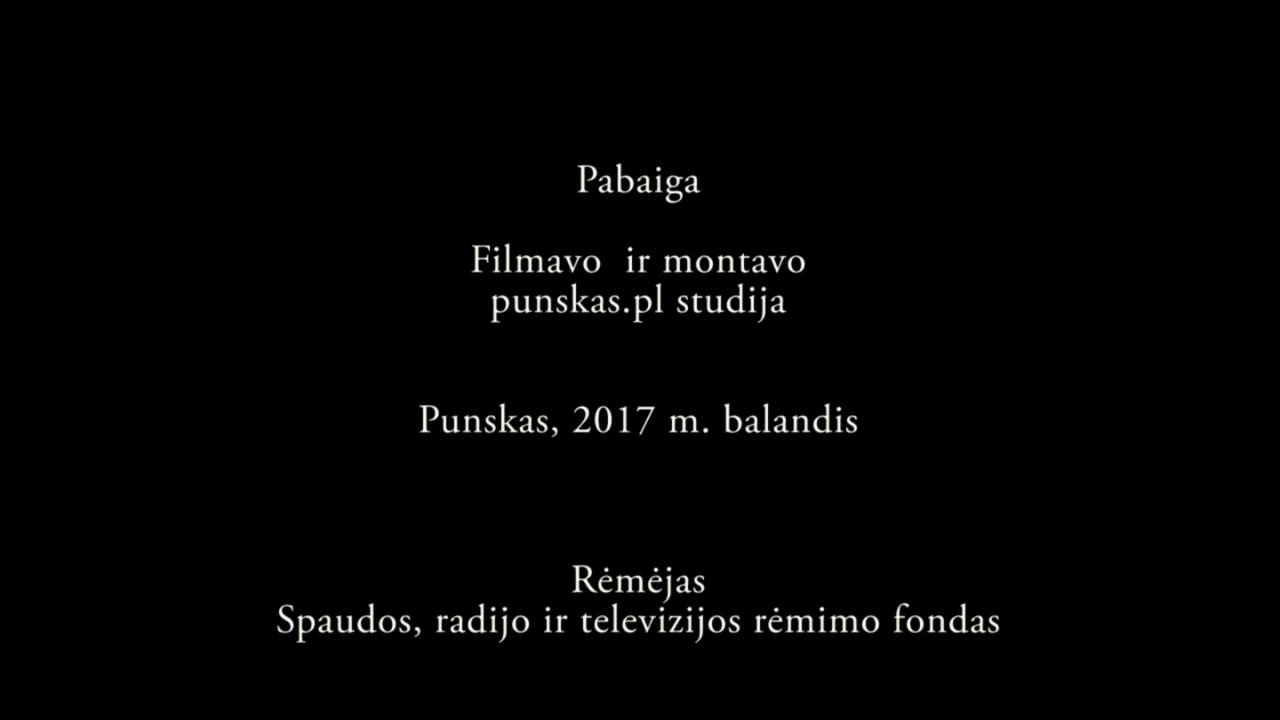 Pabaiga
Filmavo ir montavo
punskas.pl studija
Punskas, 2017 m. balandis
Rėmėjas
Spaudos, radijo ir televizijos rėmimo fondas